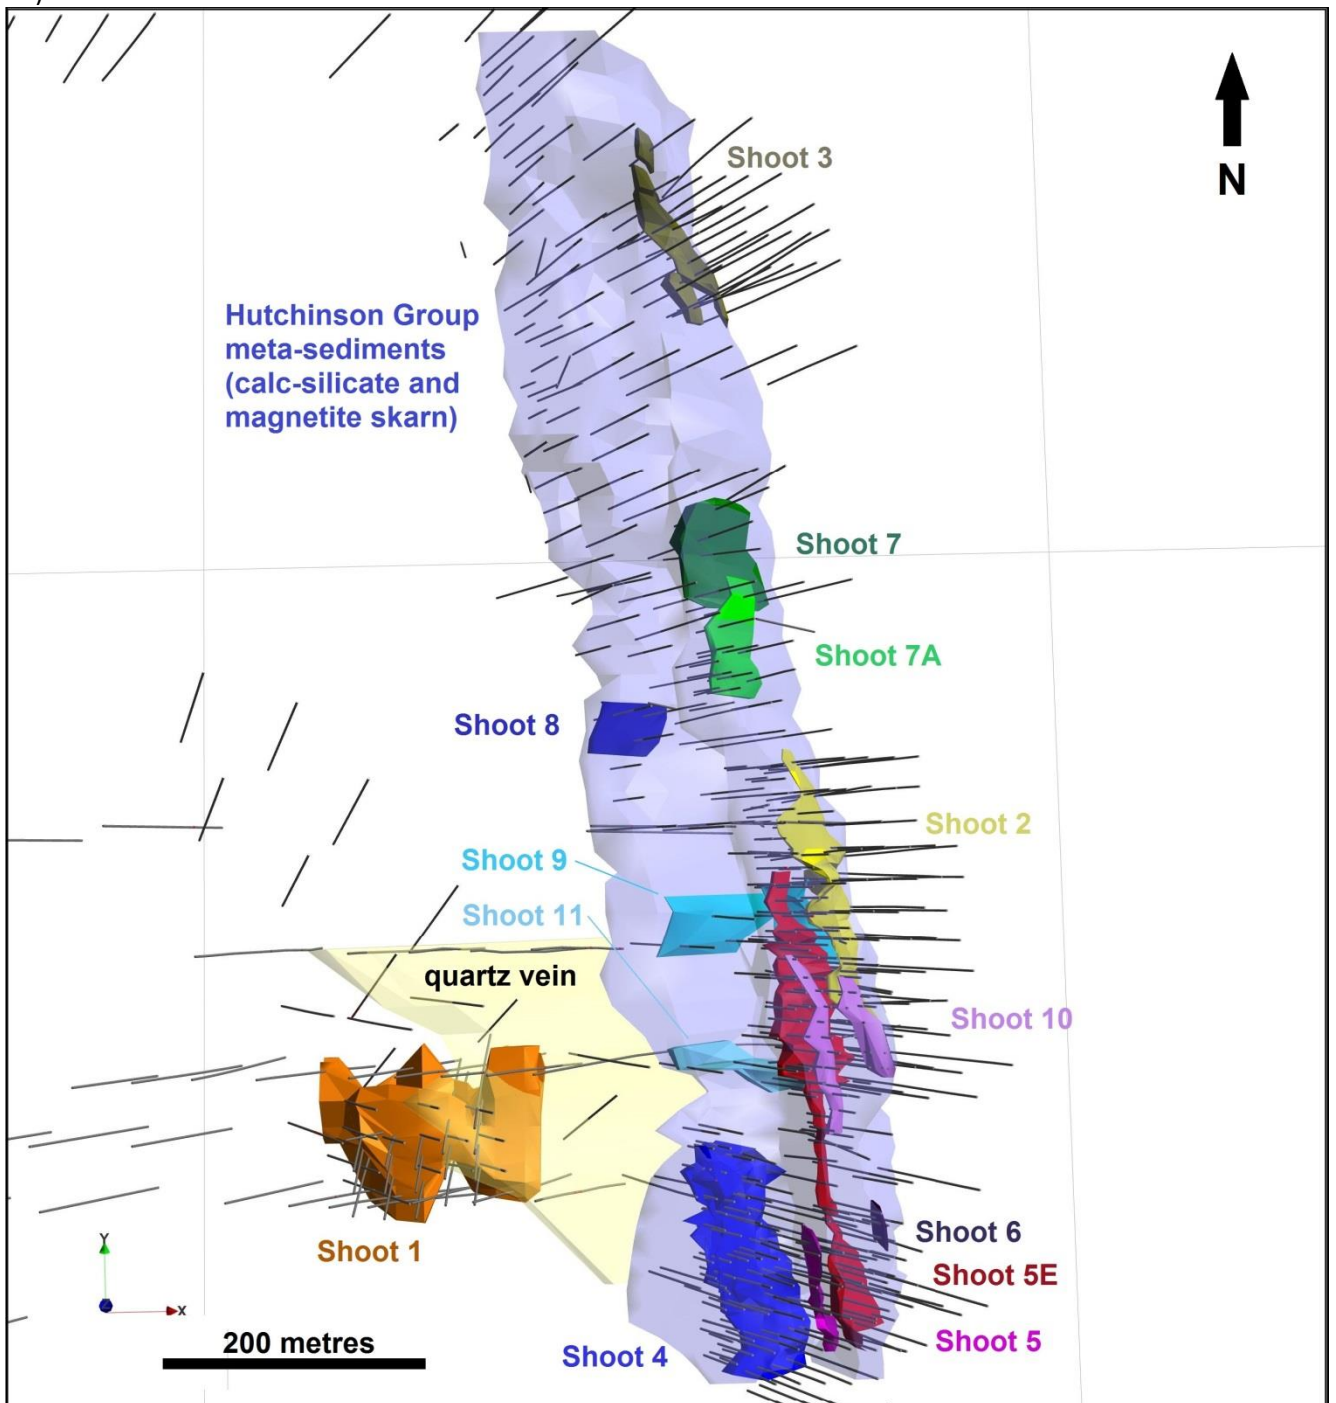 Shoot 3
N
Hutchinson Group
meta-sediments
(calc-silicate and
magnetite skarn)
Shoot 7
Shoot 7A
Shoot 8
Shoot 2
Shoot 9
Shoot 11
quartz vein
Shoot 10
Shoot 6
Shoot 1
Y
Shoot 5E
X
200 metres
Shoot 5
Shoot 4